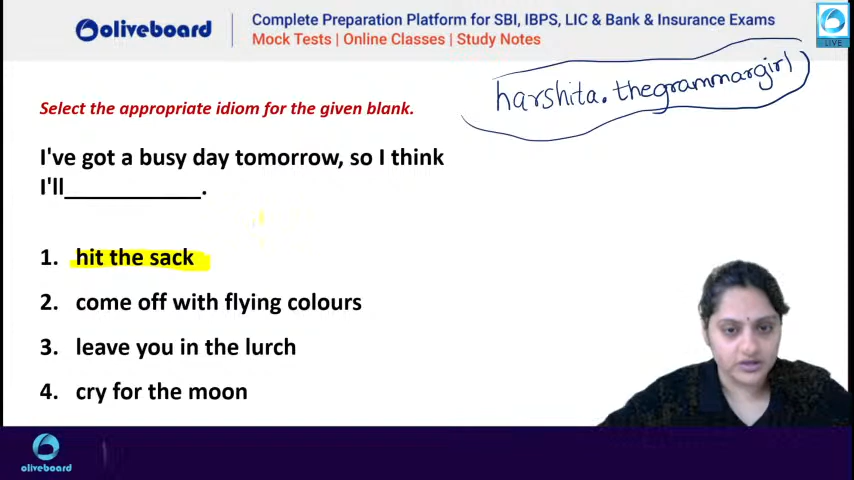 oliveboard
Complete Preparation Platform for SBI, IBPS, LIC & Bank & Insurance Exams
Mock Tests | Online Classes | Study Notes
LIVE
harshita.thegrammargirl
Select the appropriate idiom for the given blank.
I've got a busy day tomorrow, so I think
I'll___________.
1. hit the sack
2. come off with flying colours
3. leave you in the lurch
4. cry for the moon
oliveboard